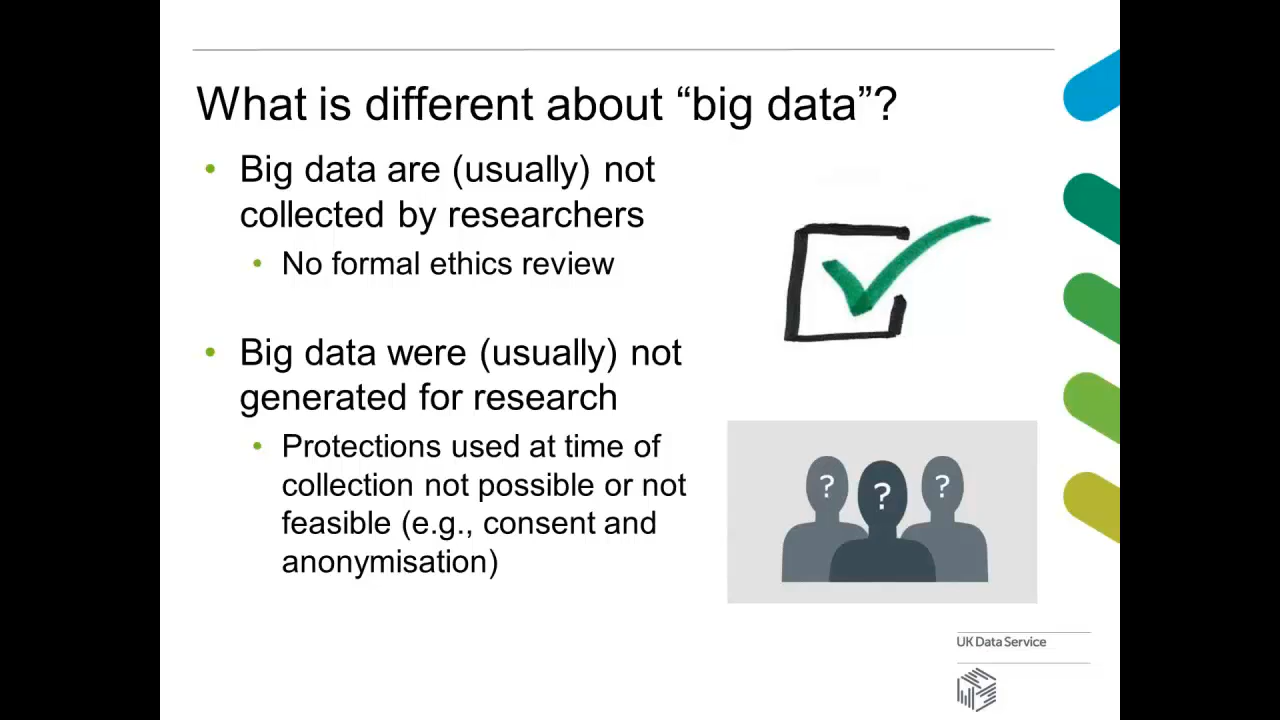 What is different about “big data”?
• Big data are (usually) not
collected by researchers
• No formal ethics review
• Big data were (usually) not
generated for research
• Protections used at time of
collection not possible or not
feasible (e.g., consent and
anonymisation)
? ? ?
UK Data Service